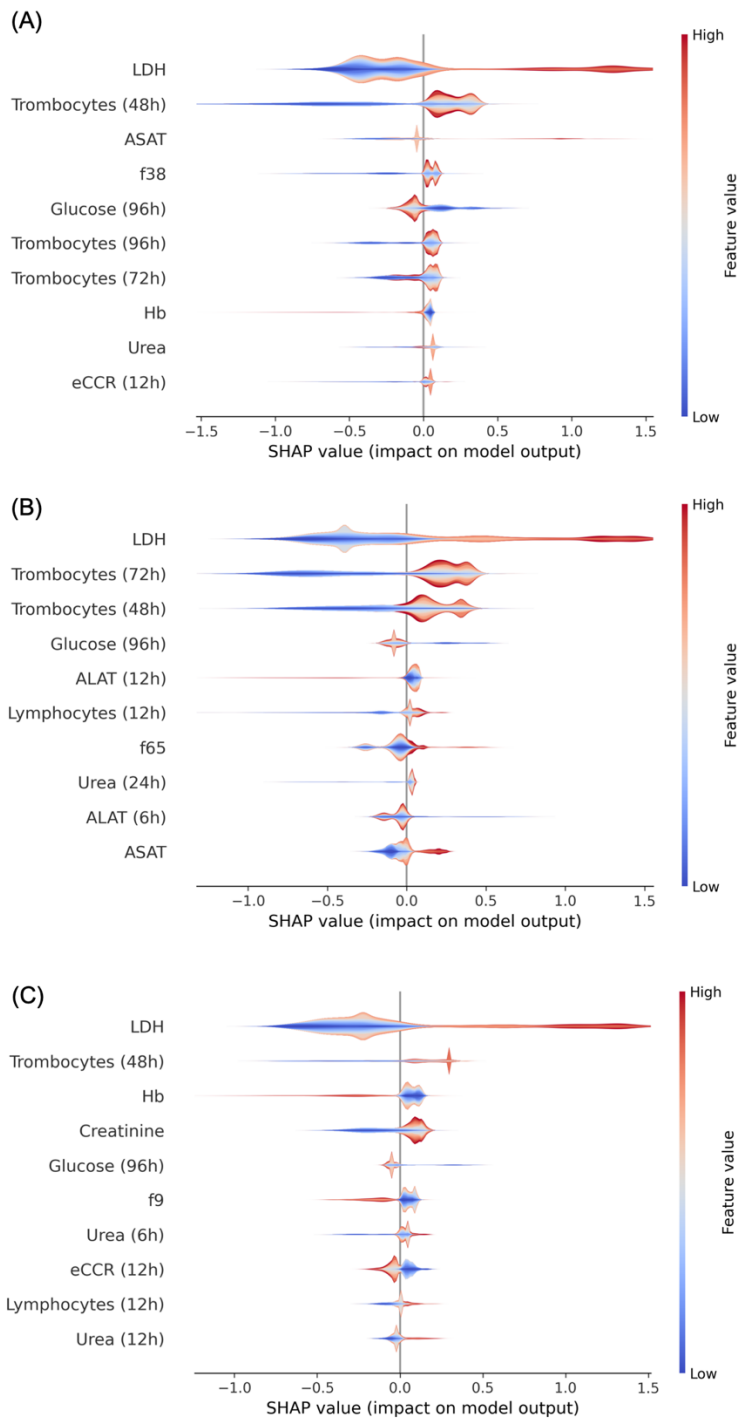 (A)
High
LDH
Trombocytes (48h)
ASAT
f38
Glucose (96h)
Trombocytes (96h)
Trombocytes (72h)
Hb
Urea
eCCR (12h)
Feature value
Low
−1.5 −1.0 −0.5 0.0 0.5 1.0 1.5
SHAP value (impact on model output)
(B)
High
LDH
Trombocytes (72h)
Trombocytes (48h)
Glucose (96h)
ALAT (12h)
Lymphocytes (12h)
f65
Urea (24h)
ALAT (6h)
ASAT
Feature value
Low
−1.0 −0.5 0.0 0.5 1.0 1.5
SHAP value (impact on model output)
(C)
High
LDH
Trombocytes (48h)
Hb
Creatinine
Glucose (96h)
f9
Urea (6h)
eCCR (12h)
Lymphocytes (12h)
Urea (12h)
Feature value
Low
−1.0 −0.5 0.0 0.5 1.0 1.5
SHAP value (impact on model output)